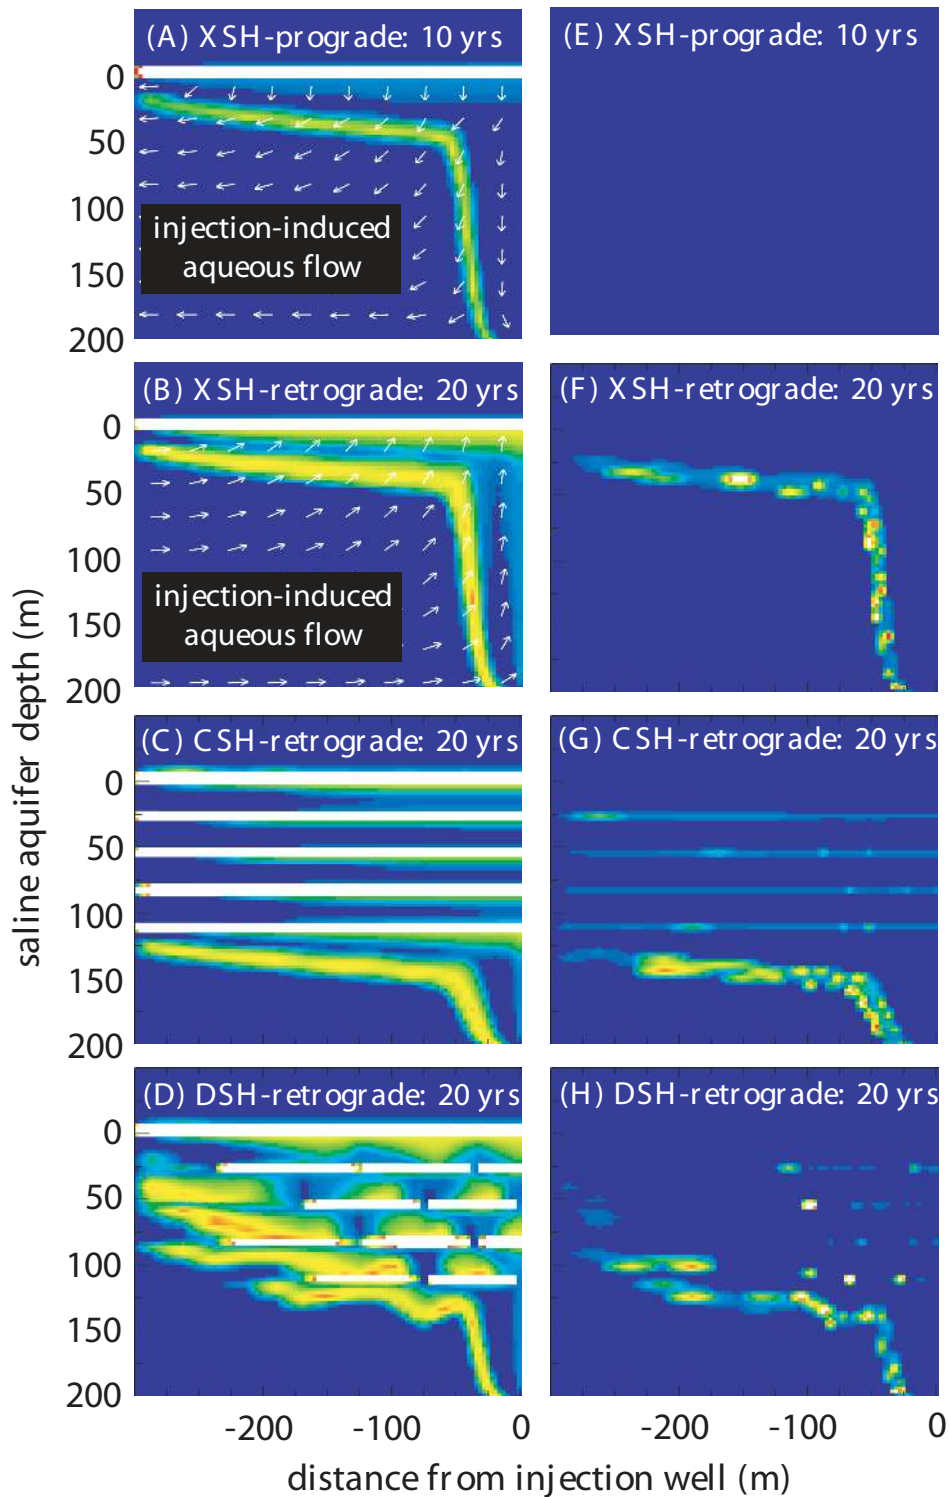 (A) XSH-prograde: 10 yrs
0
50
100
150
200
injection-induced
aqueous flow
(E) XSH-prograde: 10 yrs
(B) XSH-retrograde: 20 yrs
0
50
100
150
200
injection-induced
aqueous flow
(F) XSH-retrograde: 20 yrs
saline aquifer depth (m)
(C) CSH-retrograde: 20 yrs
0
50
100
150
200
(G) CSH-retrograde: 20 yrs
(D) DSH-retrograde: 20 yrs
0
50
100
150
200
(H) DSH-retrograde: 20 yrs
-200 -100 0
-200 -100 0
distance from injection well (m)